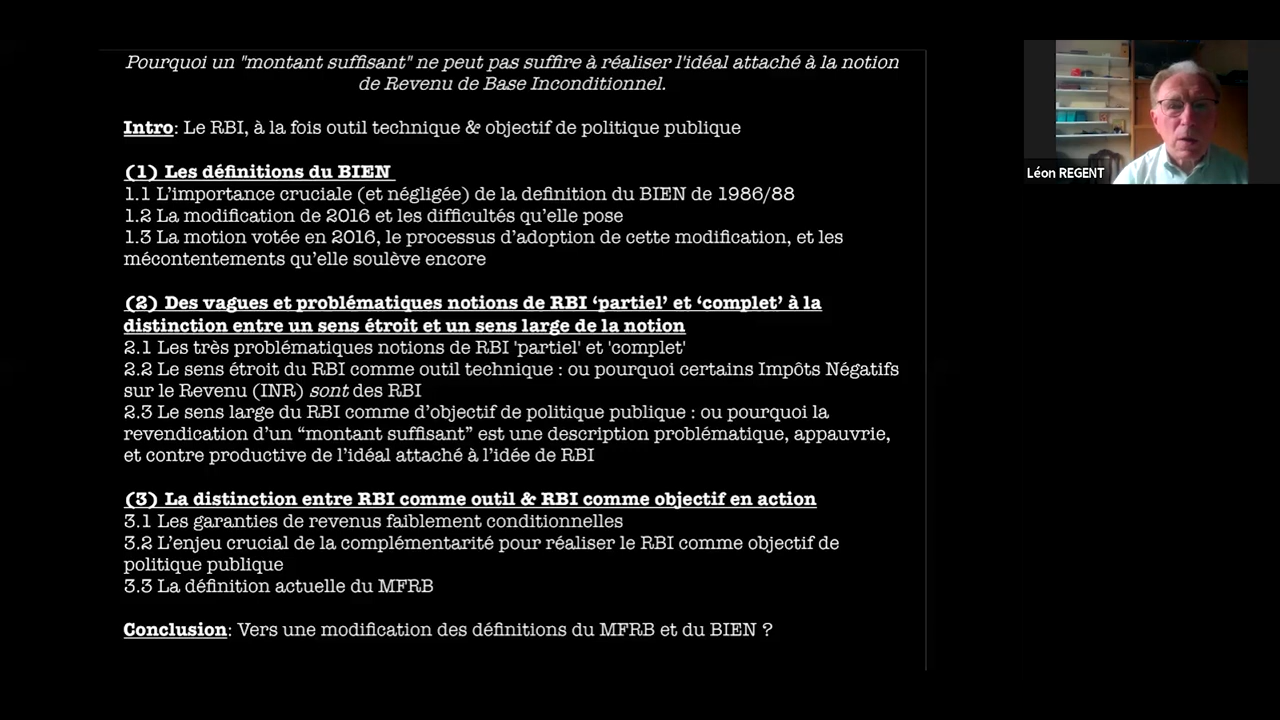 Pourquoi un "montant suffisant" ne peut pas suffire à réaliser l'idéal attaché à la notion
de Revenu de Base Inconditionnel.
Intro: Le RBI, à la fois outil technique & objectif de politique publique
(1) Les définitions du BIEN
1.1 L’importance cruciale (et négligée) de la definition du BIEN de 1986/88
1.2 La modification de 2016 et les difficultés qu’elle pose
1.3 La motion votée en 2016, le processus d’adoption de cette modification, et les
mécontentements qu’elle soulève encore
(2) Des vagues et problématiques notions de RBI ‘partiel’ et ‘complet’ à la
distinction entre un sens étroit et un sens large de la notion
2.1 Les très problématiques notions de RBI 'partiel' et 'complet'
2.2 Le sens étroit du RBI comme outil technique : ou pourquoi certains Impôts Négatifs
sur le Revenu (INR) sont des RBI
2.3 Le sens large du RBI comme d’objectif de politique publique : ou pourquoi la
revendication d’un “montant suffisant” est une description problématique, appauvrie,
et contre productive de l’idéal attaché à l’idée de RBI
(3) La distinction entre RBI comme outil & RBI comme objectif en action
3.1 Les garanties de revenus faiblement conditionnelles
3.2 L’enjeu crucial de la complémentarité pour réaliser le RBI comme objectif de
politique publique
3.3 La définition actuelle du MFRB
Conclusion: Vers une modification des définitions du MFRB et du BIEN ?
Léon REGENT